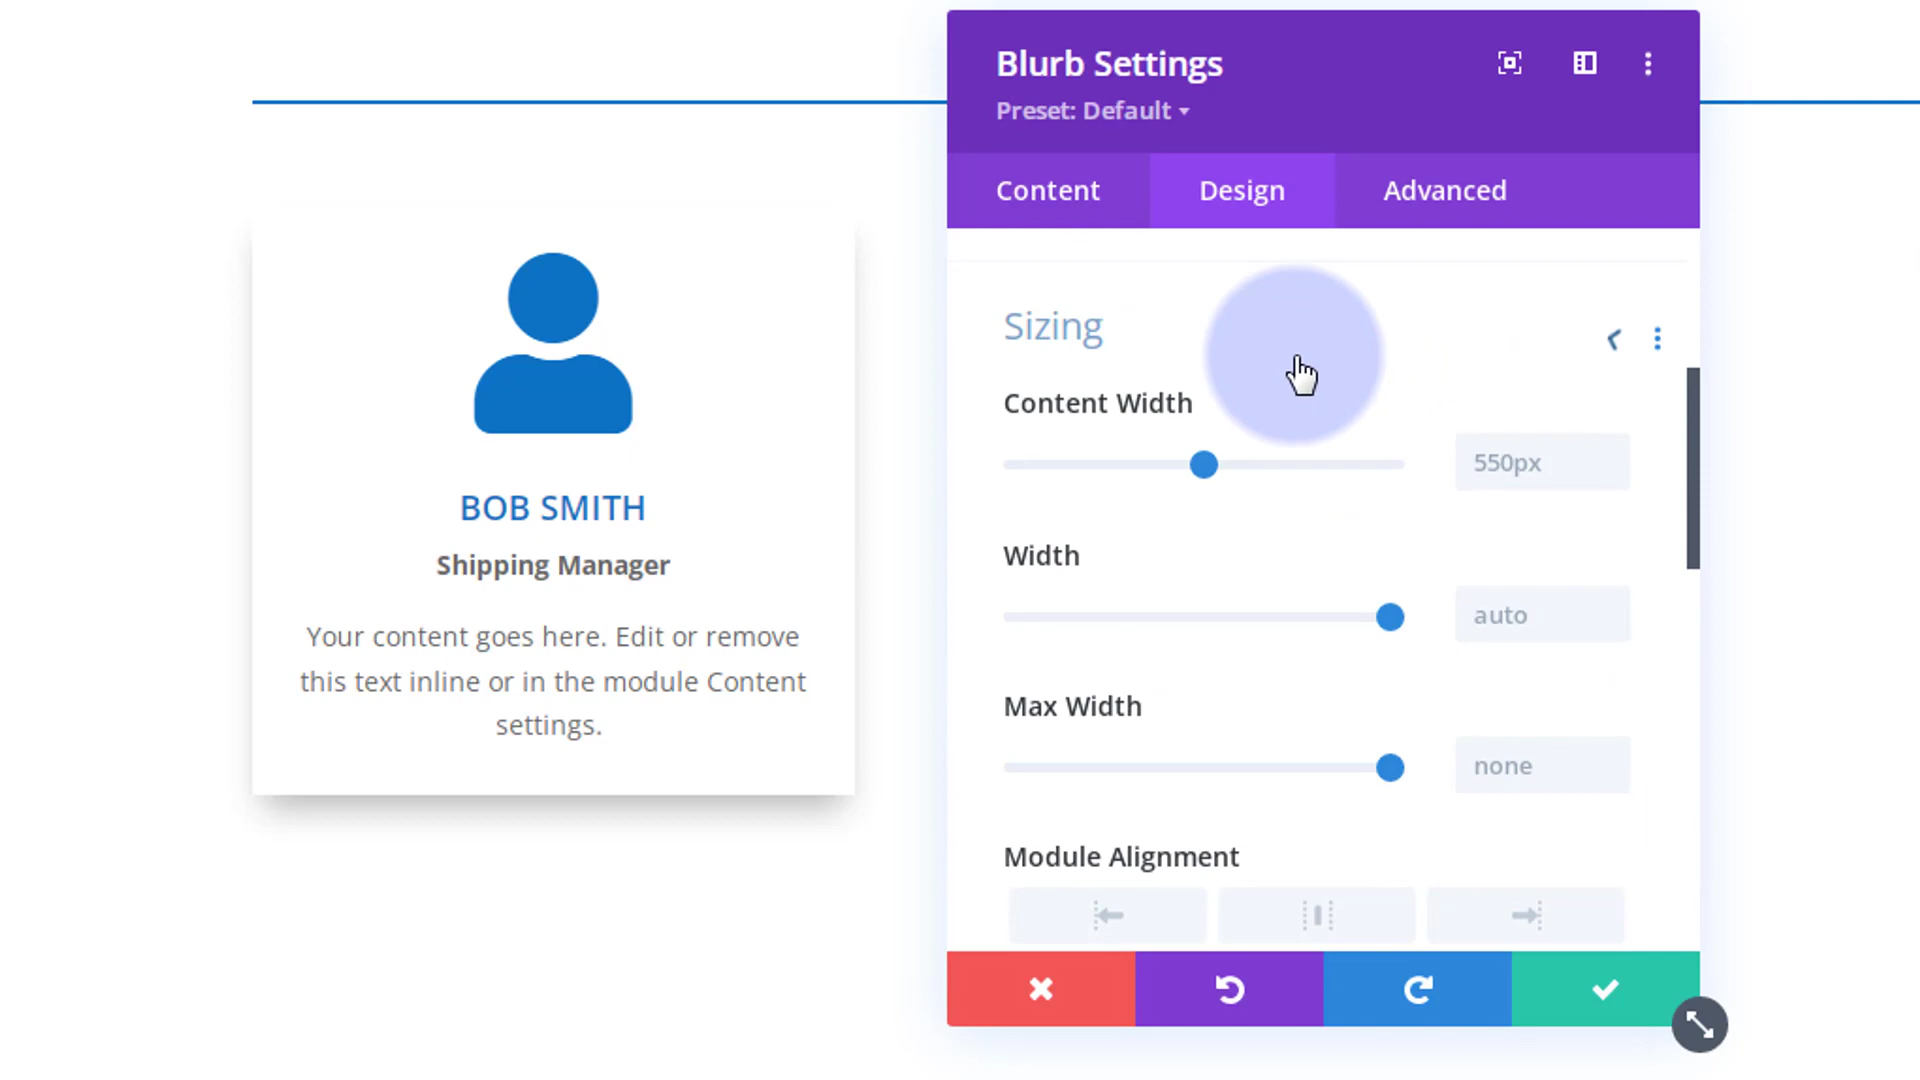 BOB SMITH
Shipping Manager
Your content goes here. Edit or remove
this text inline or in the module Content
settings.
Blurb Settings
Preset: Default
Content
Design
Advanced
Sizing
Content Width
550px
Width
auto
Max Width
none
Module Alignment